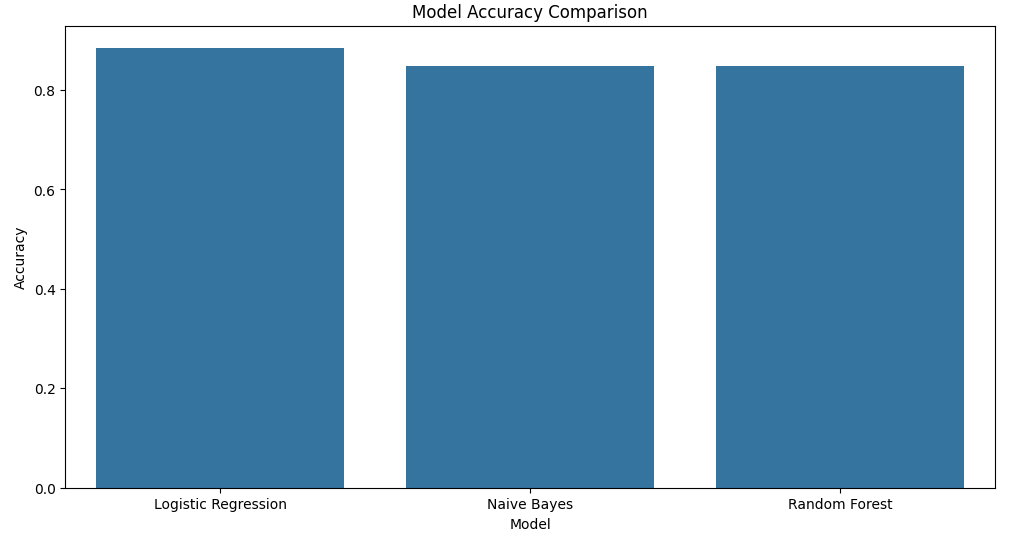 Model Accuracy Comparison
Accuracy
0.8
0.6
0.4
0.2
0.0
Logistic Regression Naive Bayes Random Forest
Model